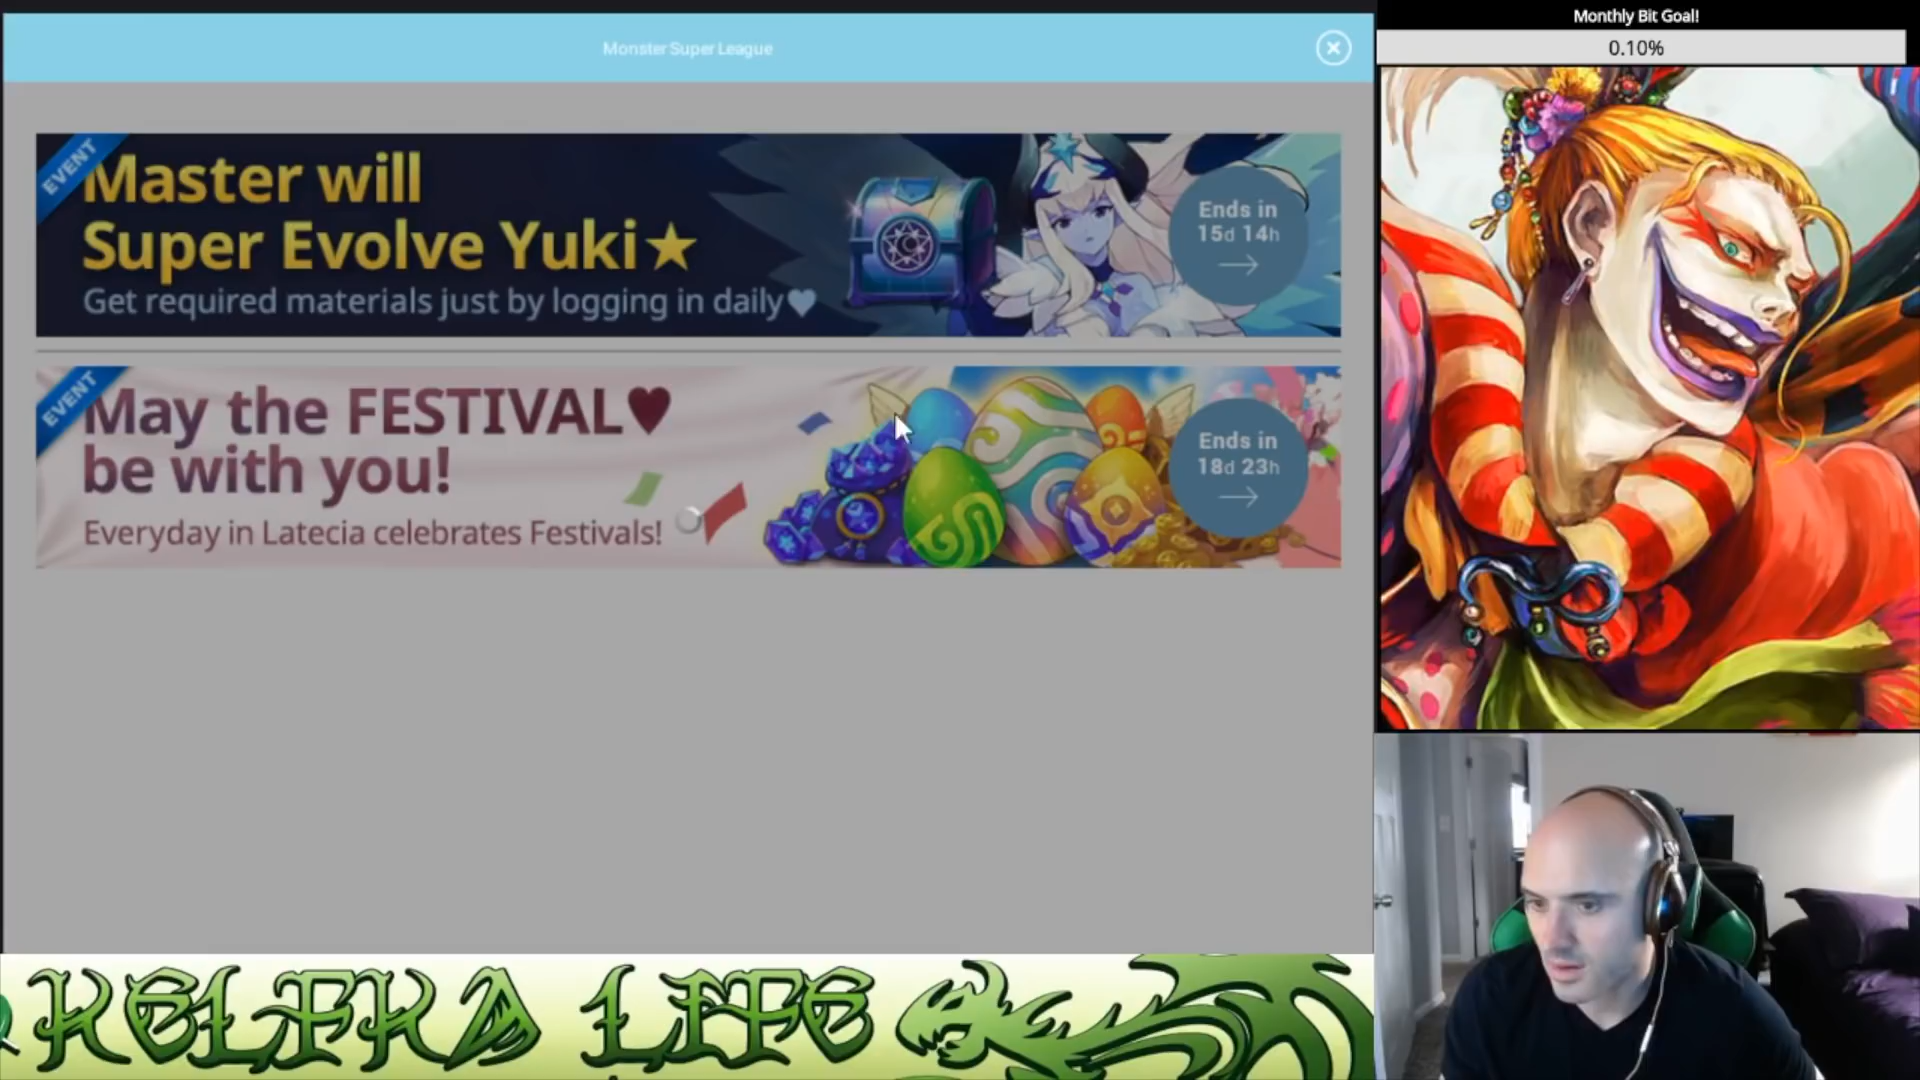 Monster Super League
EVENT
Master will
Super Evolve Yuki★
Get required materials just by logging in daily♥
Ends in
15d 14h
EVENT
May the FESTIVAL♥
be with you!
Everyday in Latecia celebrates Festivals!
Ends in
18d 23h
Monthly Bit Goal!
0.10%
KELFKA LIFE